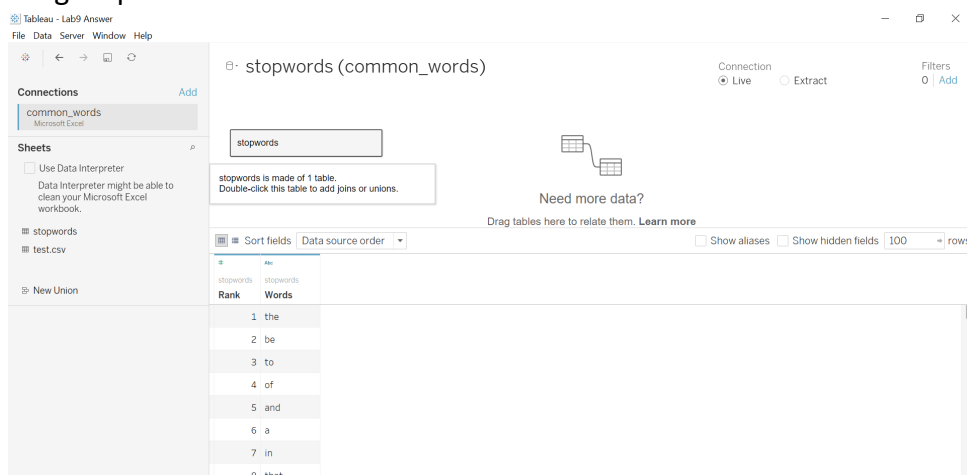 Tableau - Lab9 Answer
File Data Server Window Help
Connections Add
common_words
Microsoft Excel
Sheets
Use Data Interpreter
Data Interpreter might be able to
clean your Microsoft Excel
workbook.
stopwords
test.csv
New Union
stopwords (common_words)
Connection
Live Extract
Filters
0 Add
stopwords
stopwords is made of 1 table.
Double-click this table to add joins or unions.
Need more data?
Drag tables here to relate them. Learn more
Sort fields Data source order
Show aliases Show hidden fields 100 rows
# Abc
stopwords stopwords
Rank Words
1 the
2 be
3 to
4 of
5 and
6 a
7 in